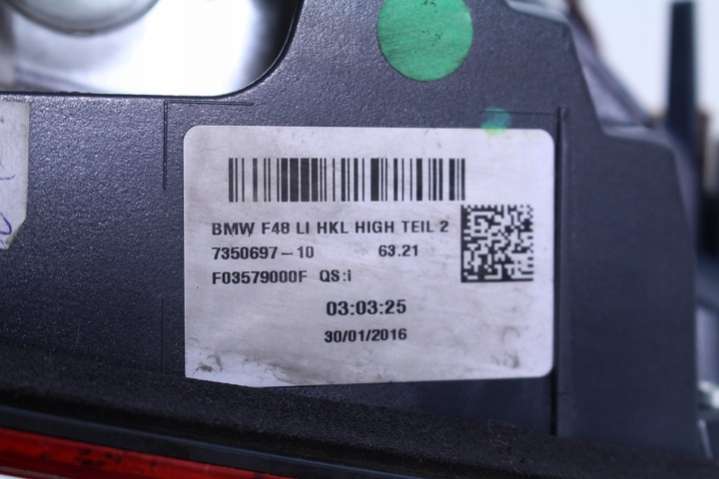 BMW F48 LI HKL HIGH TEIL 2
7350697-10 63.21
F03579000F QS:i
03:03:25
30/01/2016